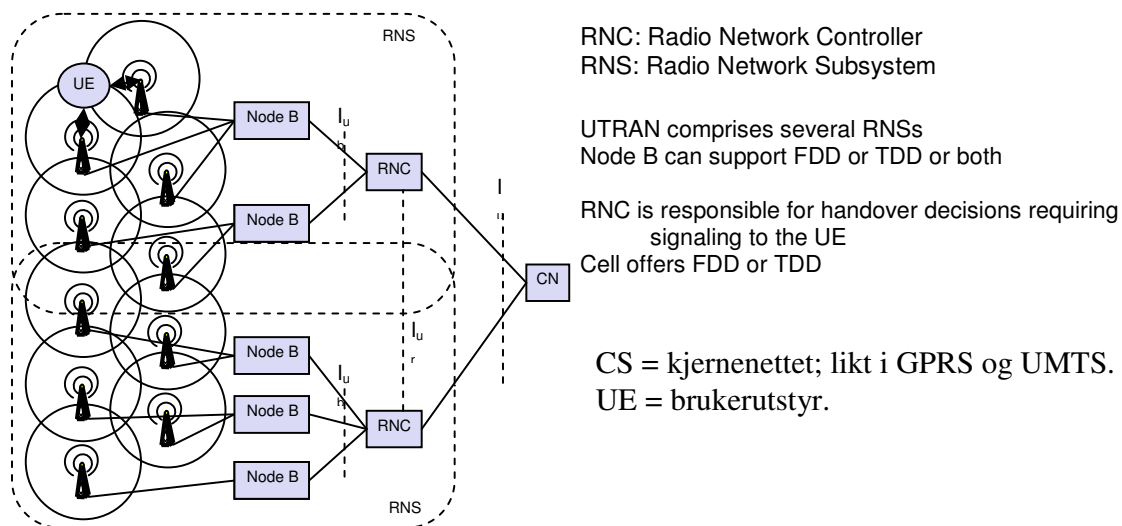 RNS
UE
Node B
I
u
b
RNC
I
u
Node B
CN
I
u
r
Node B
I
u
b
Node B
RNC
Node B
RNS
RNC: Radio Network Controller
RNS: Radio Network Subsystem
UTRAN comprises several RNSs
Node B can support FDD or TDD or both
RNC is responsible for handover decisions requiring
signaling to the UE
Cell offers FDD or TDD
CS = kjernenettet; likt i GPRS og UMTS.
UE = brukerutstyr.